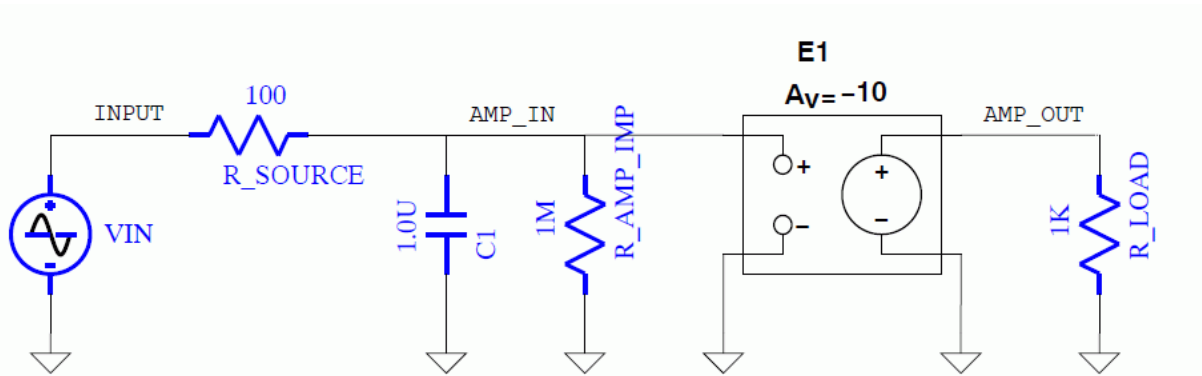 E1
Av=-10
100
INPUT
AMP_IN
AMP_OUT
R_SOURCE
VIN
1.0U
C1
1M
R_AMP_IMP
+
-
+
-
1K
R_LOAD